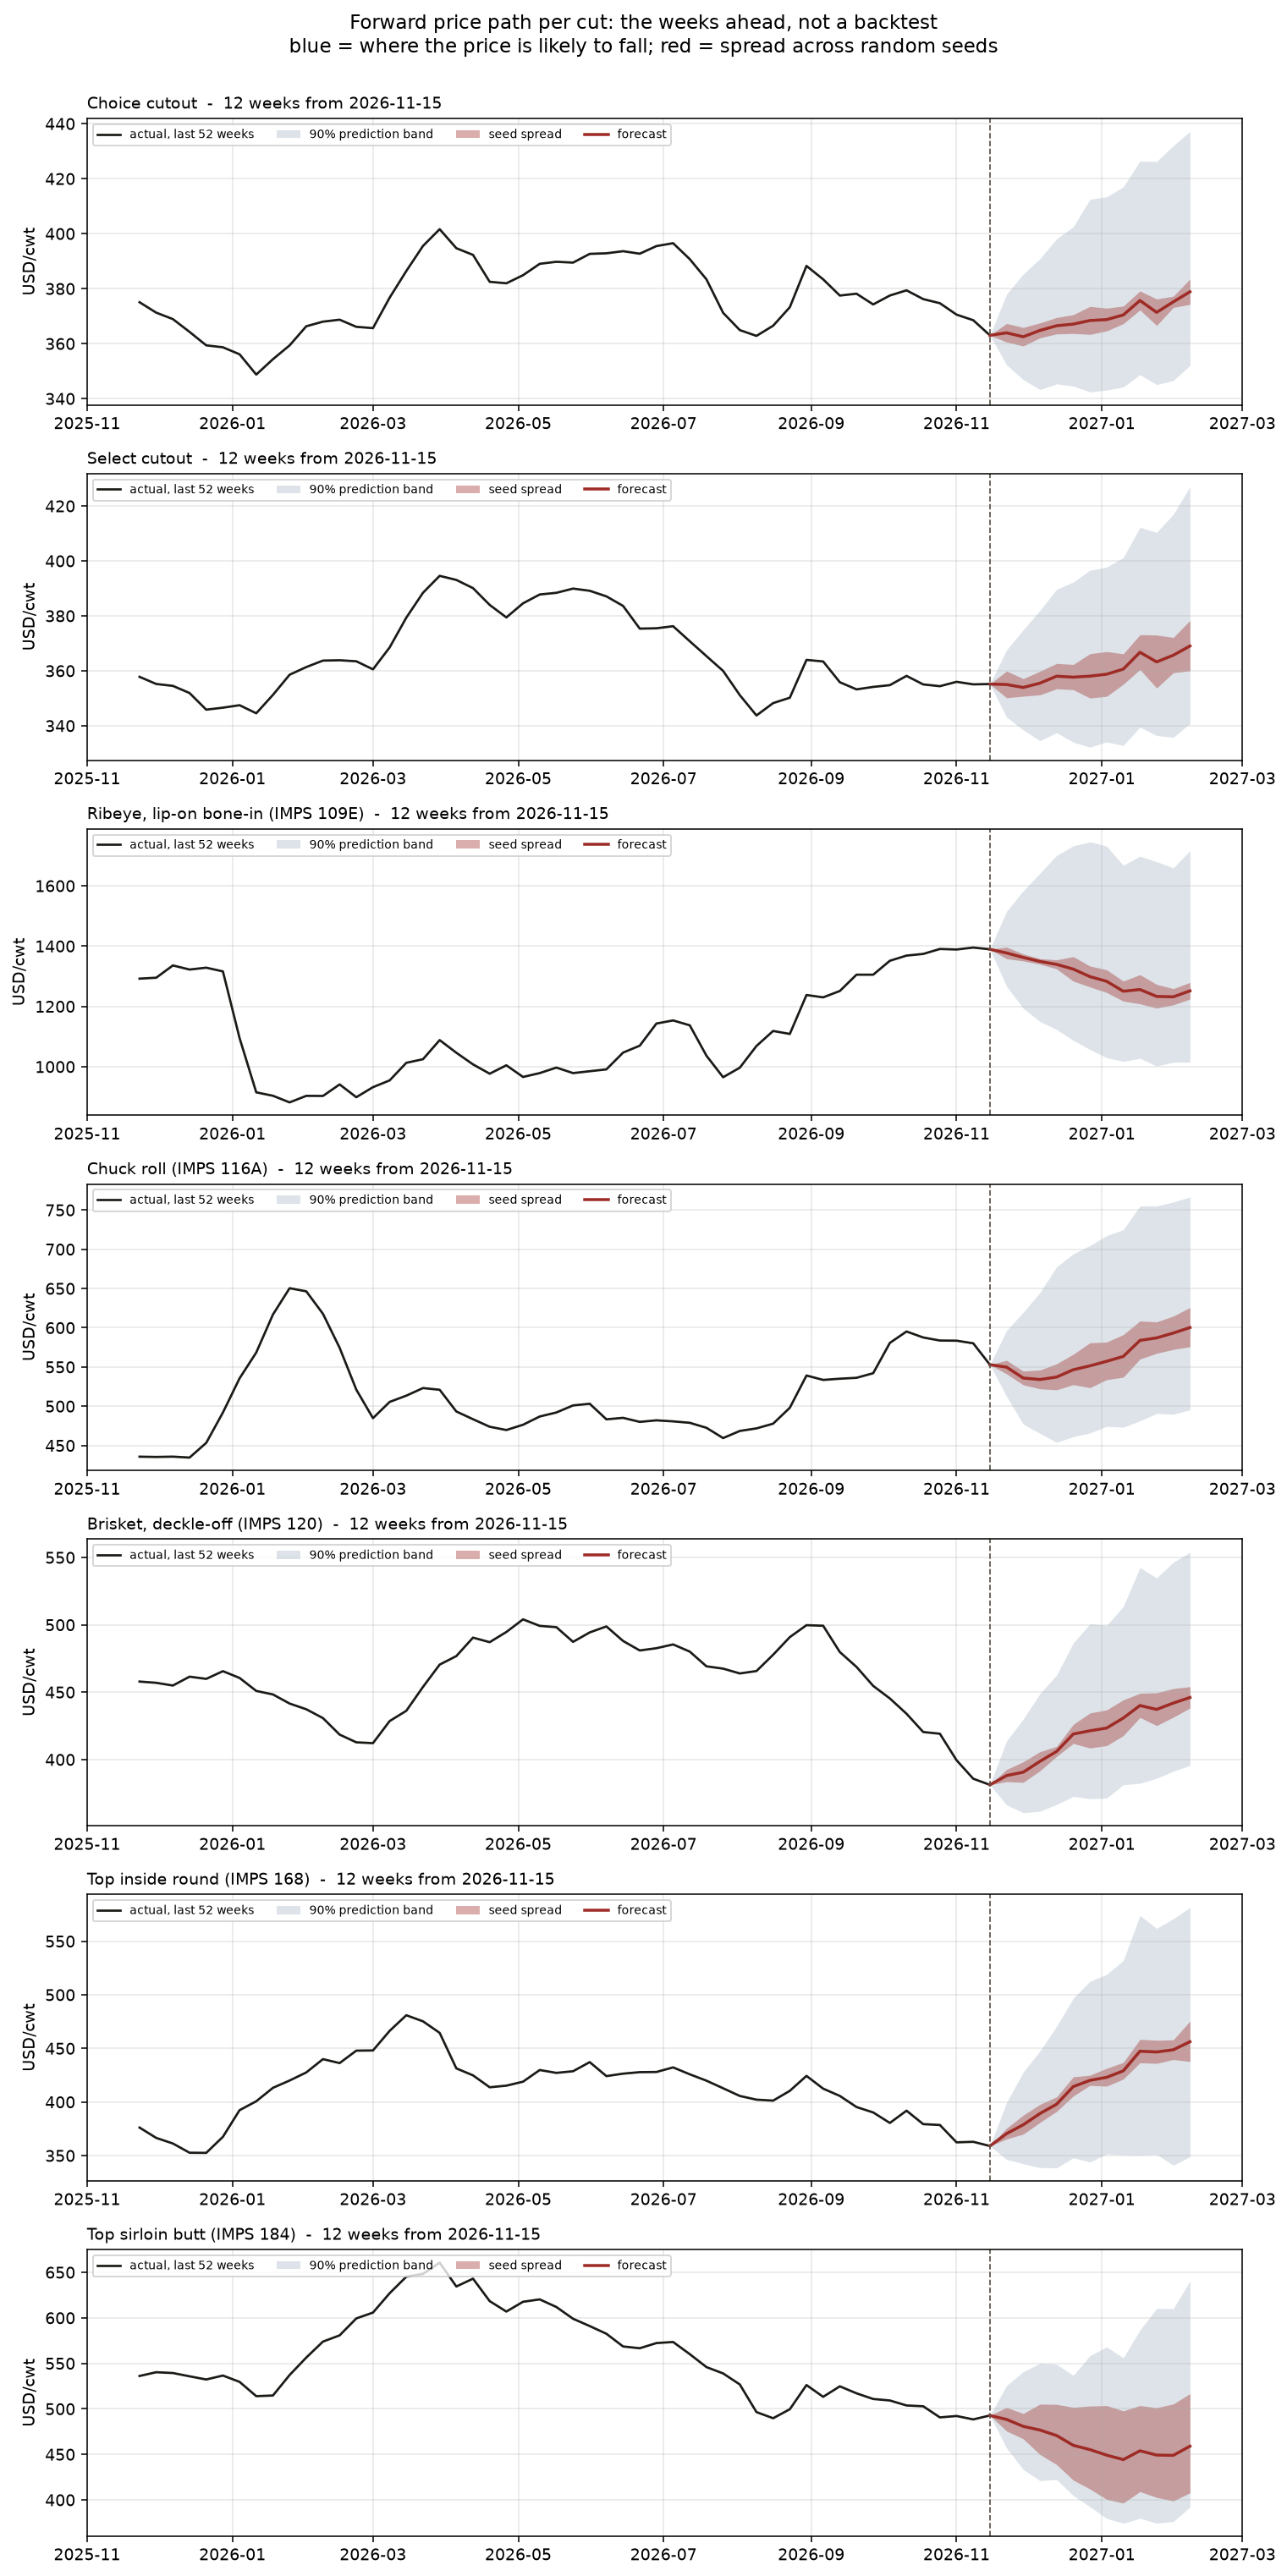 Forward price path per cut: the weeks ahead, not a backtest
blue = where the price is likely to fall; red = spread across random seeds
Choice cutout - 12 weeks from 2026-11-15
actual, last 52 weeks 90% prediction band seed spread forecast
USD/cwt
440
420
400
380
360
340
2025-11 2026-01 2026-03 2026-05 2026-07 2026-09 2026-11 2027-01 2027-03
Select cutout - 12 weeks from 2026-11-15
actual, last 52 weeks 90% prediction band seed spread forecast
USD/cwt
420
400
380
360
340
2025-11 2026-01 2026-03 2026-05 2026-07 2026-09 2026-11 2027-01 2027-03
Ribeye, lip-on bone-in (IMPS 109E) - 12 weeks from 2026-11-15
actual, last 52 weeks 90% prediction band seed spread forecast
USD/cwt
1600
1400
1200
1000
2025-11 2026-01 2026-03 2026-05 2026-07 2026-09 2026-11 2027-01 2027-03
Chuck roll (IMPS 116A) - 12 weeks from 2026-11-15
actual, last 52 weeks 90% prediction band seed spread forecast
USD/cwt
750
700
650
600
550
500
450
2025-11 2026-01 2026-03 2026-05 2026-07 2026-09 2026-11 2027-01 2027-03
Brisket, deckle-off (IMPS 120) - 12 weeks from 2026-11-15
actual, last 52 weeks 90% prediction band seed spread forecast
USD/cwt
550
500
450
400
2025-11 2026-01 2026-03 2026-05 2026-07 2026-09 2026-11 2027-01 2027-03
Top inside round (IMPS 168) - 12 weeks from 2026-11-15
actual, last 52 weeks 90% prediction band seed spread forecast
USD/cwt
550
500
450
400
350
2025-11 2026-01 2026-03 2026-05 2026-07 2026-09 2026-11 2027-01 2027-03
Top sirloin butt (IMPS 184) - 12 weeks from 2026-11-15
actual, last 52 weeks 90% prediction band seed spread forecast
USD/cwt
650
600
550
500
450
400
2025-11 2026-01 2026-03 2026-05 2026-07 2026-09 2026-11 2027-01 2027-03